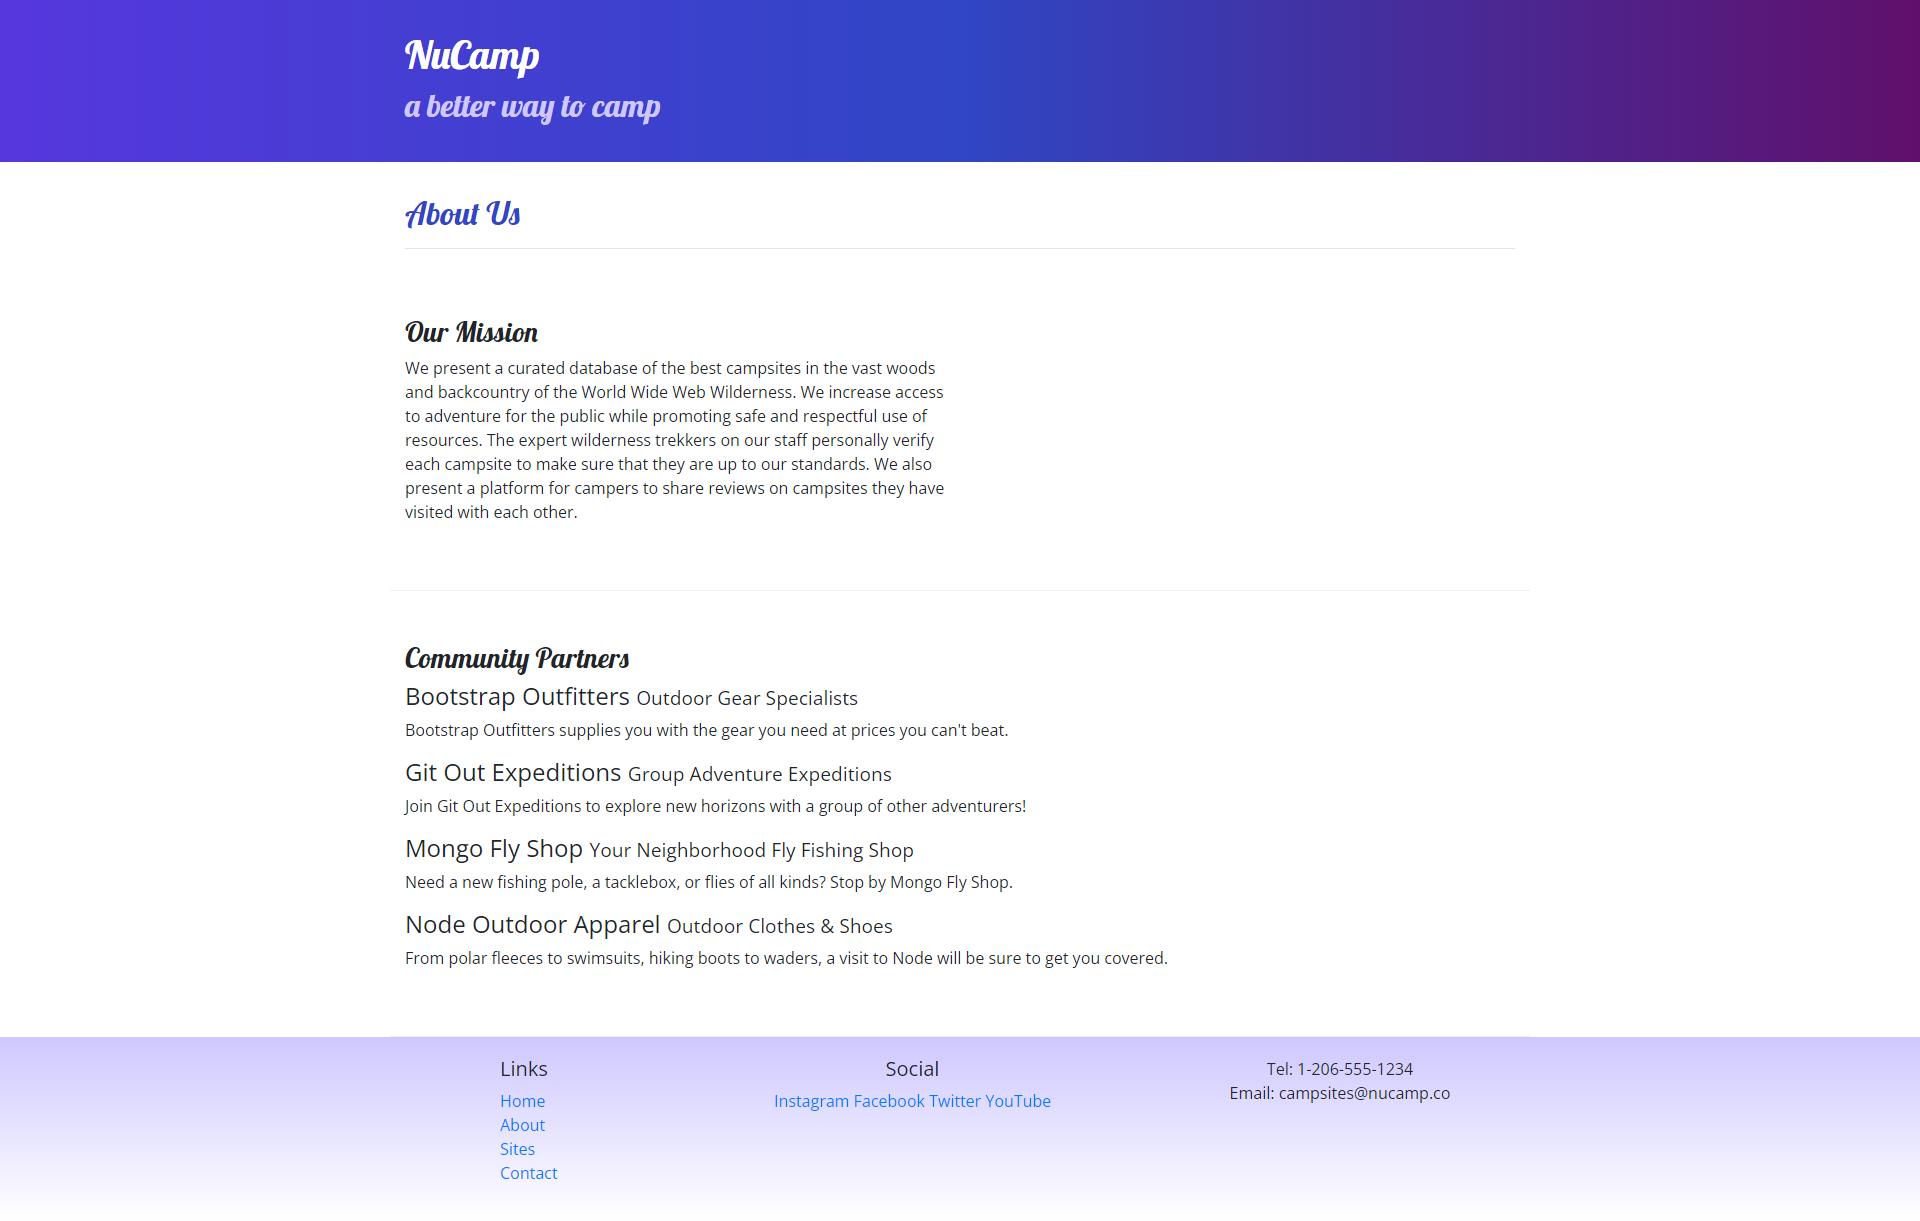 NuCamp
a better way to camp
About Us
Our Mission
We present a curated database of the best campsites in the vast woods
and backcountry of the World Wide Web Wilderness. We increase access
to adventure for the public while promoting safe and respectful use of
resources. The expert wilderness trekkers on our staff personally verify
each campsite to make sure that they are up to our standards. We also
present a platform for campers to share reviews on campsites they have
visited with each other.
Community Partners
Bootstrap Outfitters Outdoor Gear Specialists
Bootstrap Outfitters supplies you with the gear you need at prices you can't beat.
Git Out Expeditions Group Adventure Expeditions
Join Git Out Expeditions to explore new horizons with a group of other adventurers!
Mongo Fly Shop Your Neighborhood Fly Fishing Shop
Need a new fishing pole, a tacklebox, or flies of all kinds? Stop by Mongo Fly Shop.
Node Outdoor Apparel Outdoor Clothes & Shoes
From polar fleeces to swimsuits, hiking boots to waders, a visit to Node will be sure to get you covered.
Links
Home
About
Sites
Contact
Social
Instagram Facebook Twitter YouTube
Tel: 1-206-555-1234
Email: campsites@nucamp.co